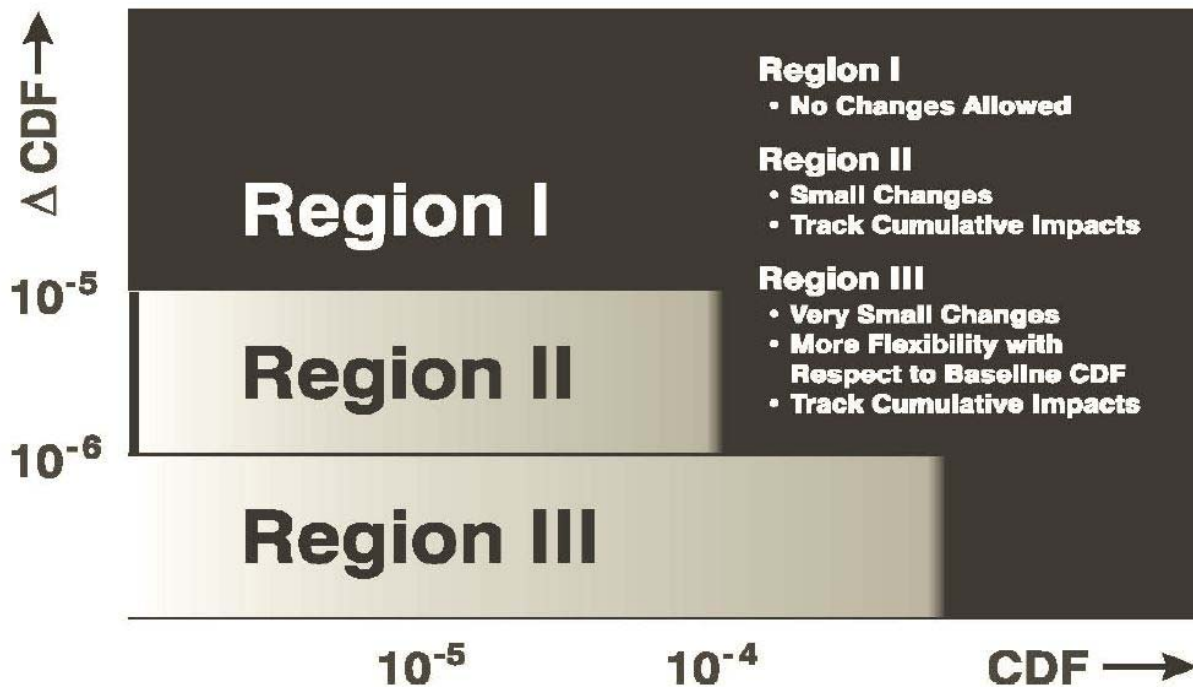 Δ CDF→
Region I
• No Changes Allowed
Region II
• Small Changes
• Track Cumulative Impacts
Region III
• Very Small Changes
• More Flexibility with
Respect to Baseline CDF
• Track Cumulative Impacts
Region I
10⁻⁵
Region II
10⁻⁶
Region III
10⁻⁵ 10⁻⁴ CDF→